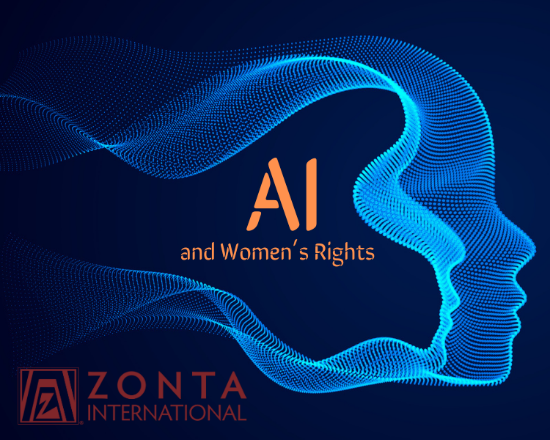 AI
and Women's Rights
ZONTA
INTERNATIONAL